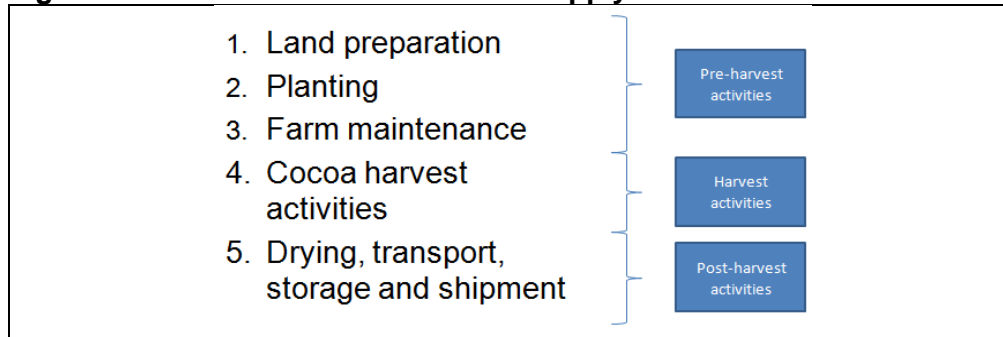 1. Land preparation
2. Planting
3. Farm maintenance
4. Cocoa harvest
activities
5. Drying, transport,
storage and shipment
Pre-harvest
activities
Harvest
activities
Post-harvest
activities